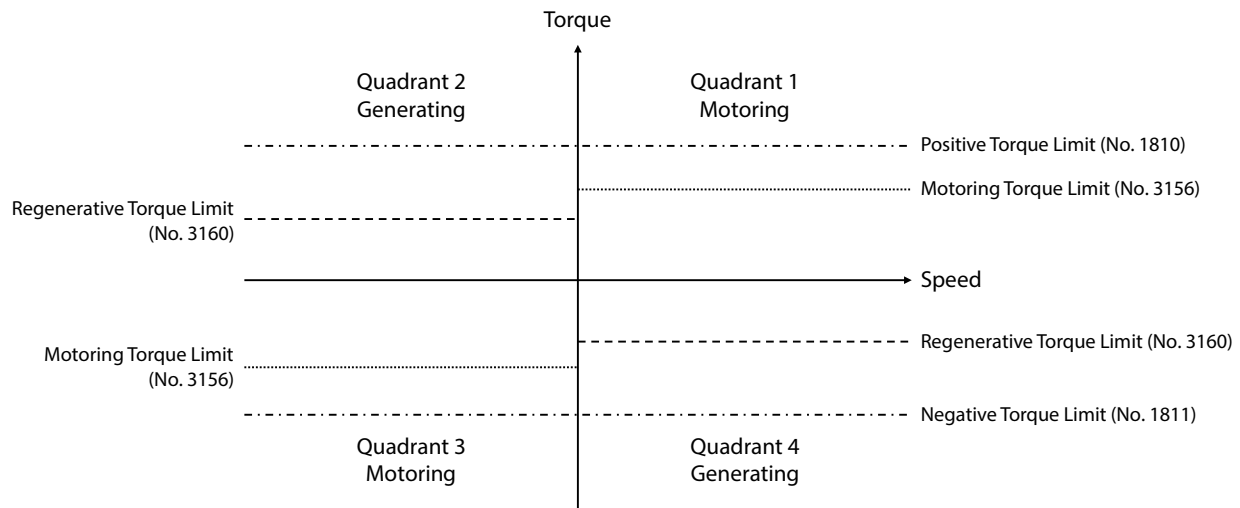 Torque
Quadrant 2
Generating
Quadrant 1
Motoring
Positive Torque Limit (No. 1810)
Motoring Torque Limit (No. 3156)
Regenerative Torque Limit
(No. 3160)
Speed
Regenerative Torque Limit (No. 3160)
Motoring Torque Limit
(No. 3156)
Negative Torque Limit (No. 1811)
Quadrant 3
Motoring
Quadrant 4
Generating